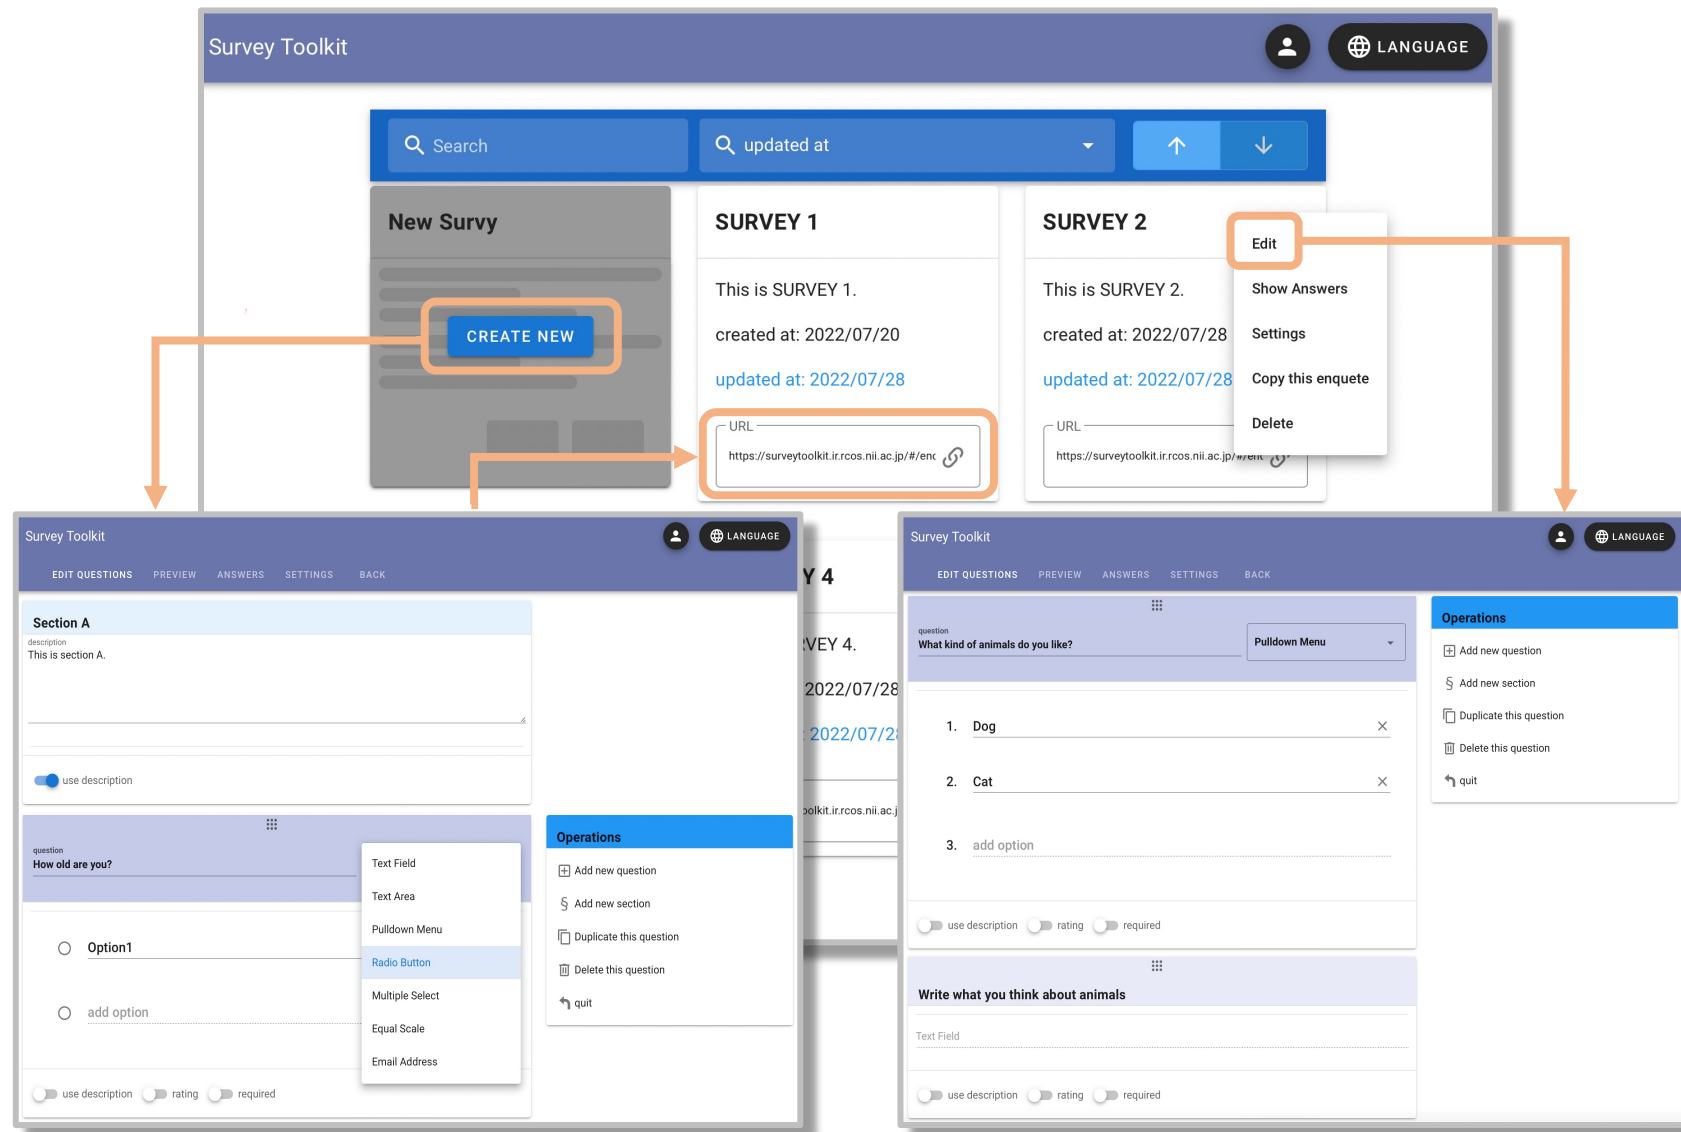 Survey Toolkit
LANGUAGE
Search
updated at
New Survy
CREATE NEW
SURVEY 1
This is SURVEY 1.
created at: 2022/07/20
updated at: 2022/07/28
URL
https://surveytoolkit.ir.rcos.nii.ac.jp/#/enc
SURVEY 2
This is SURVEY 2.
created at: 2022/07/28
updated at: 2022/07/28
URL
https://surveytoolkit.ir.rcos.nii.ac.jp/#/ent
Edit
Show Answers
Settings
Copy this enquete
Delete
Y 4
VEY 4.
2022/07/28
: 2022/07/28
oolkit.ir.rcos.nii.ac.j
Survey Toolkit
LANGUAGE
EDIT QUESTIONS PREVIEW ANSWERS SETTINGS BACK
Section A
description
This is section A.
use description
question
How old are you?
Text Field
Text Area
Pulldown Menu
Radio Button
Multiple Select
Equal Scale
Email Address
Option1
add option
use description rating required
Operations
Add new question
§ Add new section
Duplicate this question
Delete this question
quit
Survey Toolkit
LANGUAGE
EDIT QUESTIONS PREVIEW ANSWERS SETTINGS BACK
question
What kind of animals do you like?
Pulldown Menu
1. Dog
2. Cat
3. add option
use description rating required
Write what you think about animals
Text Field
use description rating required
Operations
Add new question
§ Add new section
Duplicate this question
Delete this question
quit